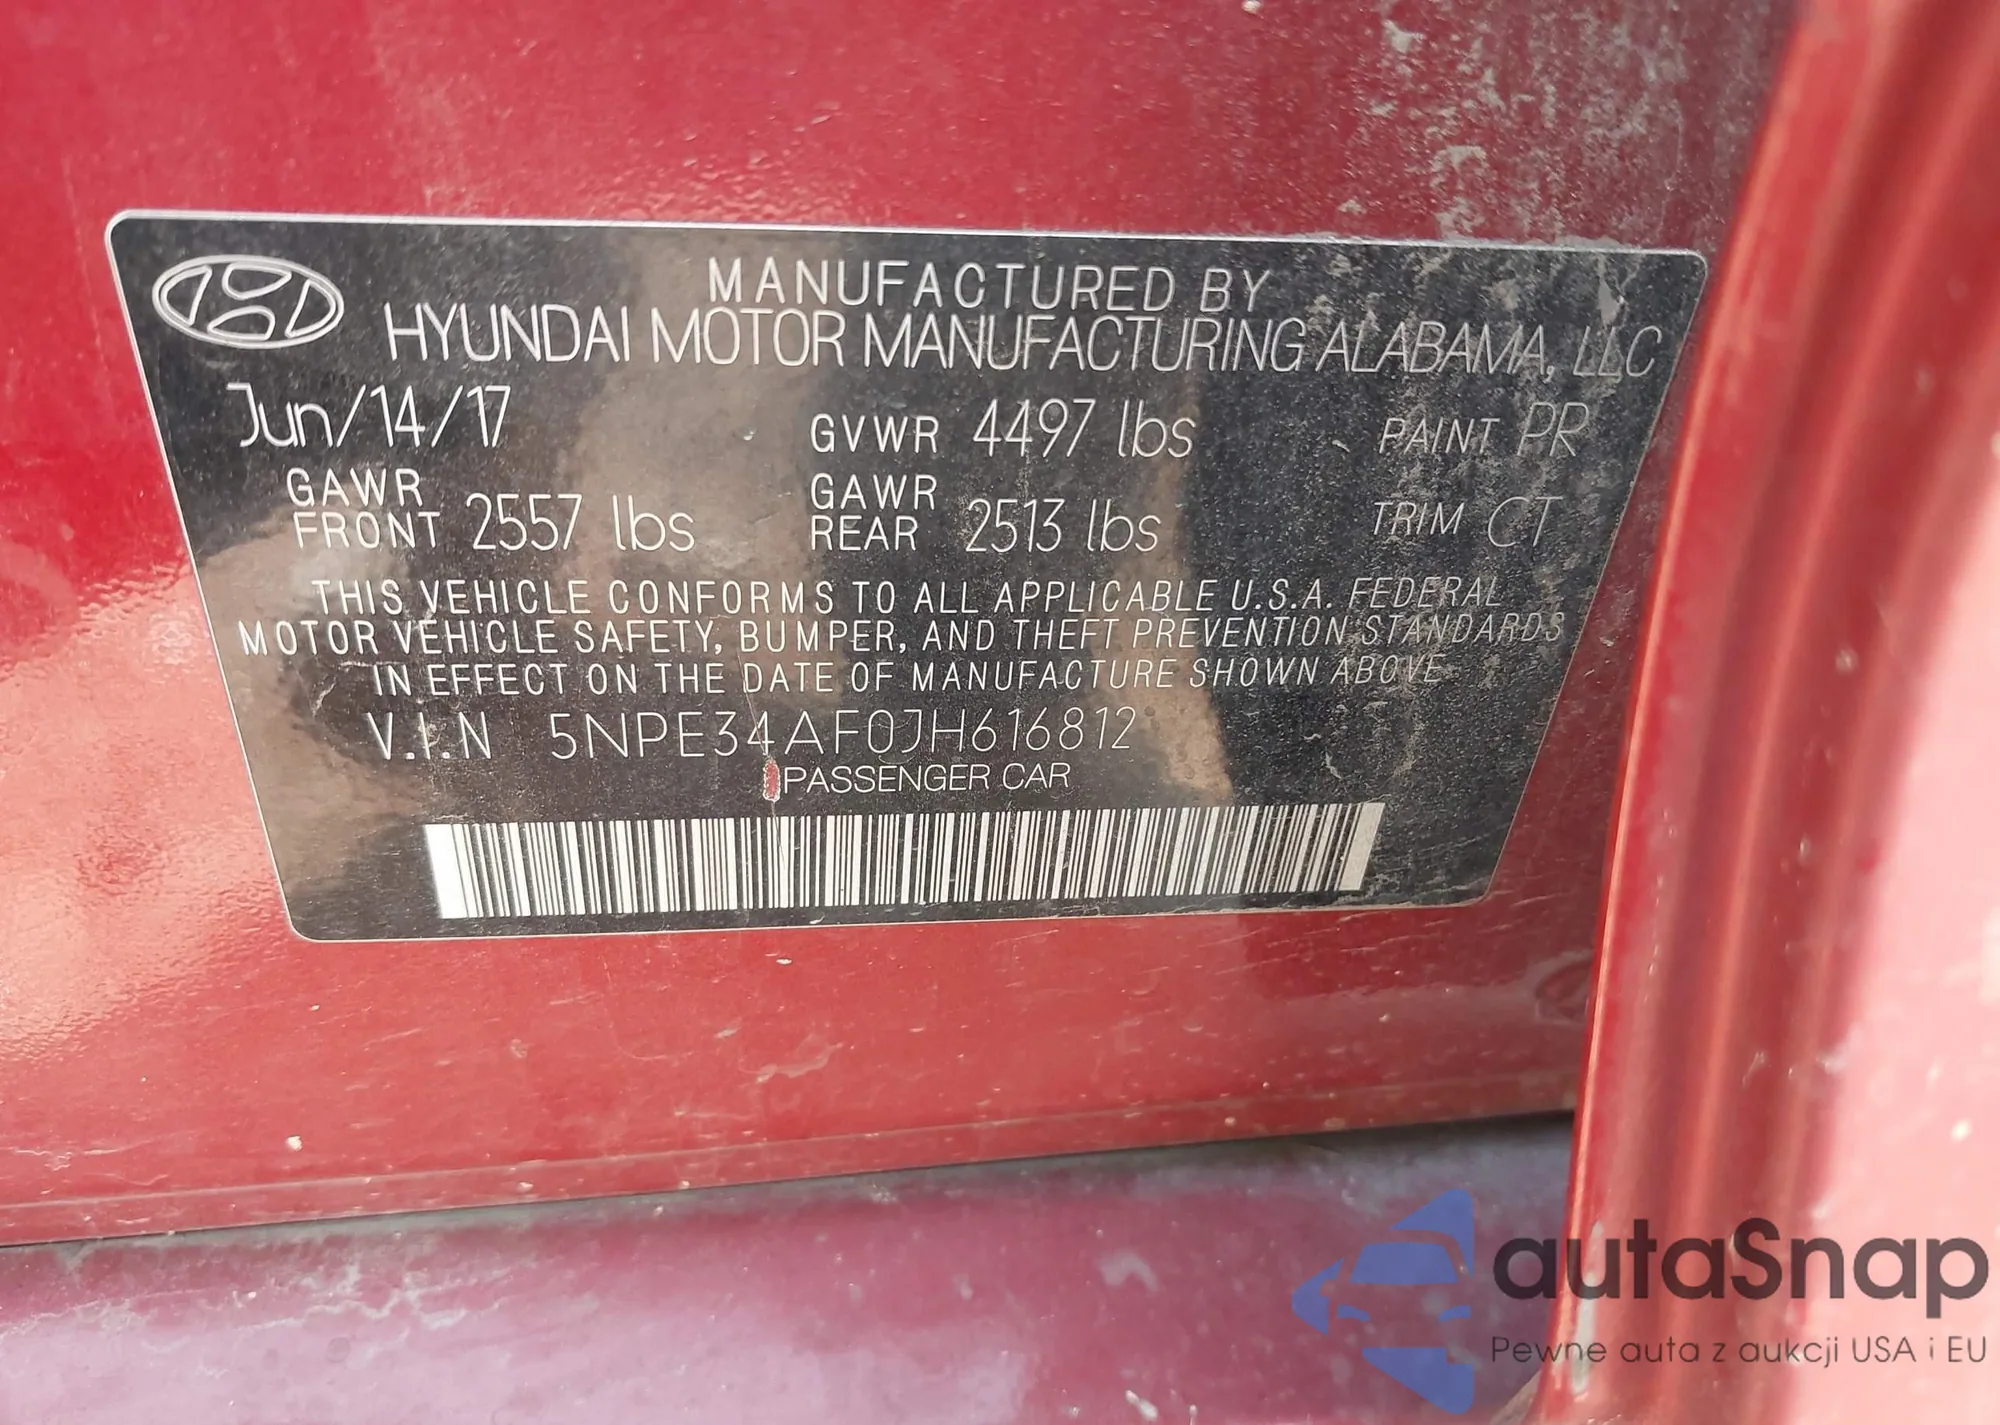 MANUFACTURED BY
HYUNDAI MOTOR MANUFACTURING ALABAMA, LLC
Jun/14/17 GVWR 4497 lbs PAINT PR
GAWR FRONT 2557 lbs GAWR REAR 2513 lbs TRIM CT
THIS VEHICLE CONFORMS TO ALL APPLICABLE U.S.A. FEDERAL
MOTOR VEHICLE SAFETY, BUMPER, AND THEFT PREVENTION STANDARDS
IN EFFECT ON THE DATE OF MANUFACTURE SHOWN ABOVE
V.I.N 5NPE34AF0JH616812
PASSENGER CAR
autaSnap
Pewne auta z aukcji USA i EU